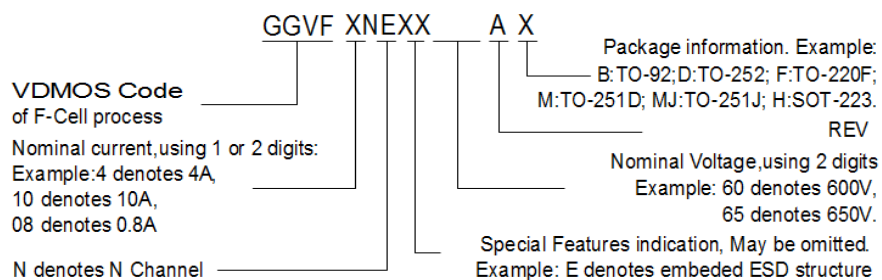 GGVF XNEXX A X
Package information. Example:
B:TO-92;D:TO-252; F:TO-220F;
M:TO-251D; MJ:TO-251J; H:SOT-223.
VDMOS Code
of F-Cell process
REV
Nominal current,using 1 or 2 digits:
Example:4 denotes 4A,
10 denotes 10A,
08 denotes 0.8A
Nominal Voltage,using 2 digits
Example: 60 denotes 600V,
65 denotes 650V.
Special Features indication, May be omitted.
Example: E denotes embeded ESD structure
N denotes N Channel